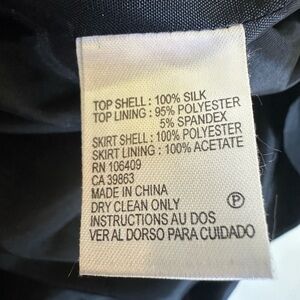 TOP SHELL : 100% SILK
TOP LINING : 95% POLYESTER
5% SPANDEX
SKIRT SHELL : 100% POLYESTER
SKIRT LINING : 100% ACETATE
RN 106409
CA 39863
MADE IN CHINA
DRY CLEAN ONLY Ⓟ
INSTRUCTIONS AU DOS
VER AL DORSO PARA CUIDADO